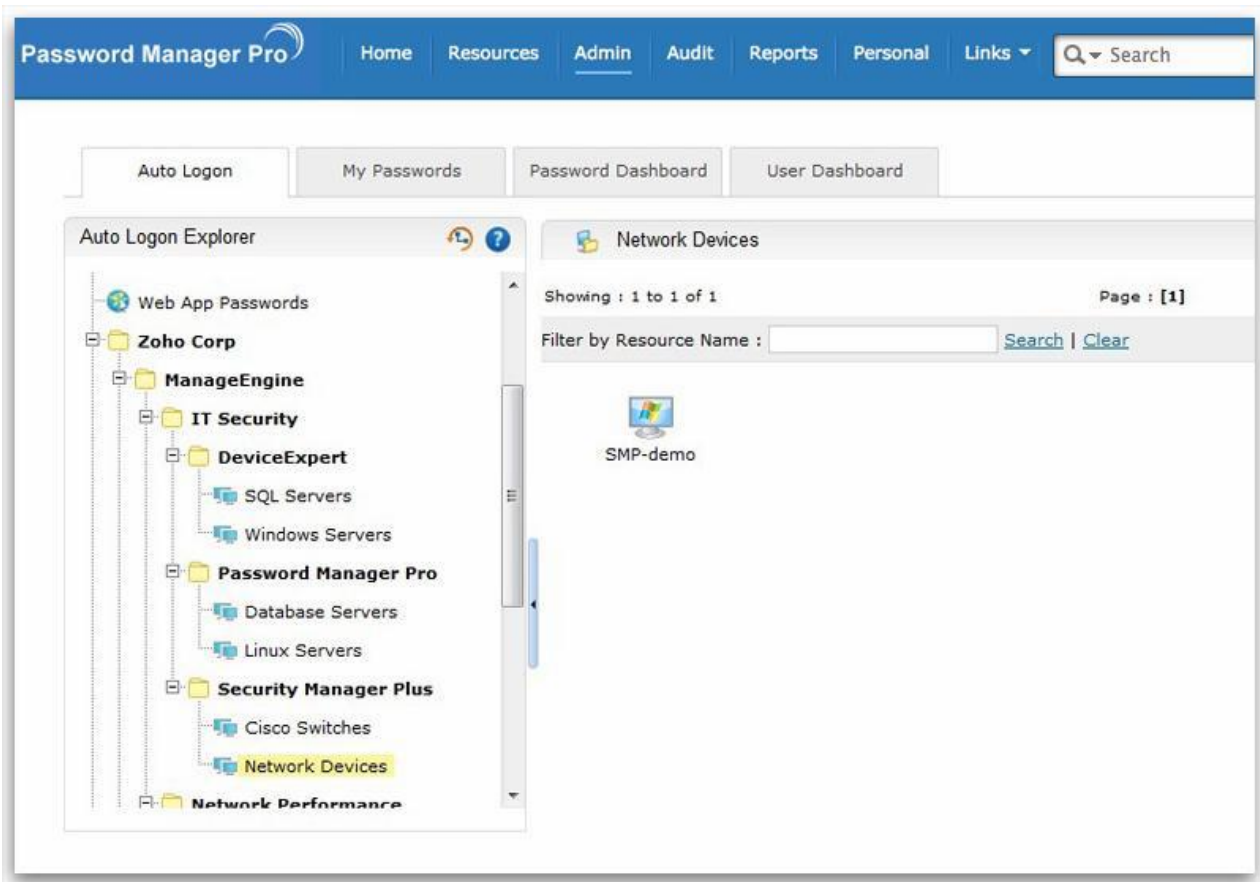 Password Manager Pro Home Resources Admin Audit Reports Personal Links Search
Auto Logon My Passwords Password Dashboard User Dashboard
Auto Logon Explorer
Web App Passwords
Zoho Corp
ManageEngine
IT Security
DeviceExpert
SQL Servers
Windows Servers
Password Manager Pro
Database Servers
Linux Servers
Security Manager Plus
Cisco Switches
Network Devices
Network Performance
Network Devices
Showing : 1 to 1 of 1 Page : [1]
Filter by Resource Name : Search | Clear
SMP-demo